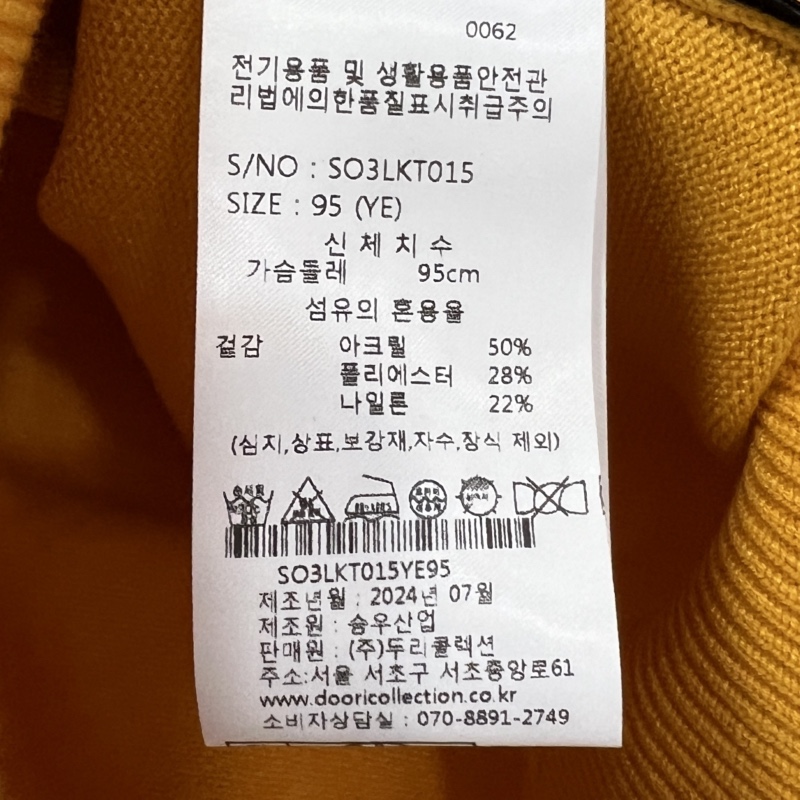 0062
전기용품 및 생활용품안전관
리법에의한품질표시취급주의
S/NO : SO3LKT015
SIZE : 95 (YE)
신 체 치 수
가슴둘레 95cm
섬유의 혼용율
겉감 아크릴 50%
폴리에스터 28%
나일론 22%
(심지,상표,보강재,자수,장식 제외)
SO3LKT015YE95
제조년월 : 2024년 07월
제조원 : 승우산업
판매원 : (주)두리콜렉션
주소:서울 서초구 서초중앙로61
www.dooricollection.co.kr
소비자상담실 : 070-8891-2749